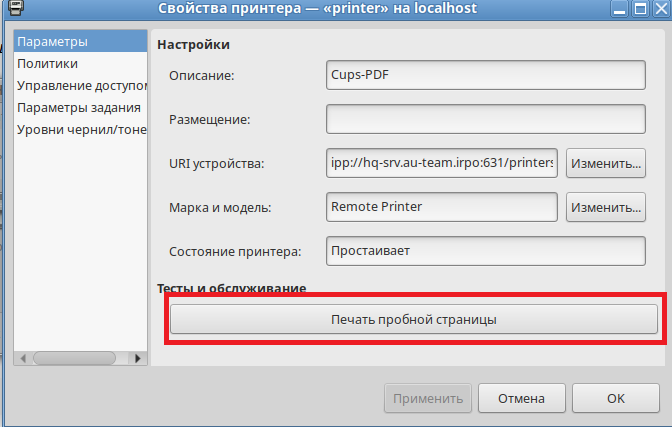 Свойства принтера — «printer» на localhost
Параметры
Политики
Управление доступом
Параметры задания
Уровни чернил/тоне
Настройки
Описание: Cups-PDF
Размещение:
URI устройства: ipp://hq-srv.au-team.irpo:631/printers Изменить...
Марка и модель: Remote Printer Изменить...
Состояние принтера: Простаивает
Тесты и обслуживание
Печать пробной страницы
Применить Отмена OK